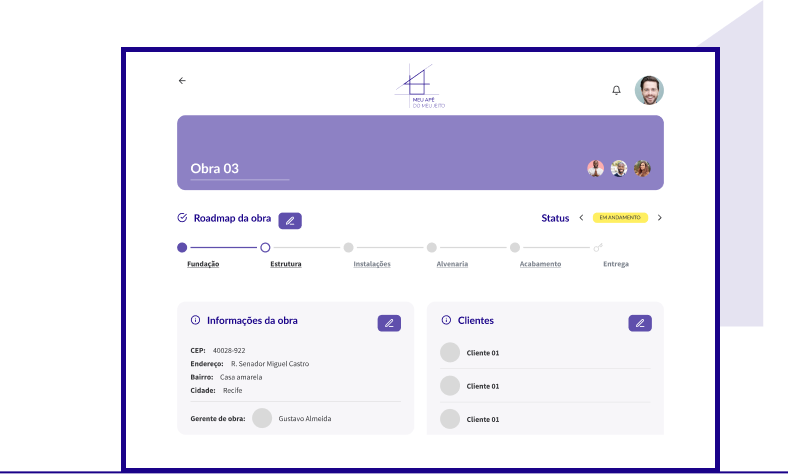 MEU APÊ
DO MEU JEITO
Obra 03
Roadmap da obra
Status
EM ANDAMENTO
Fundação
Estrutura
Instalações
Alvenaria
Acabamento
Entrega
Informações da obra
CEP: 40028-922
Endereço: R. Senador Miguel Castro
Bairro: Casa amarela
Cidade: Recife
Gerente de obra: Gustavo Almeida
Clientes
Cliente 01
Cliente 01
Cliente 01